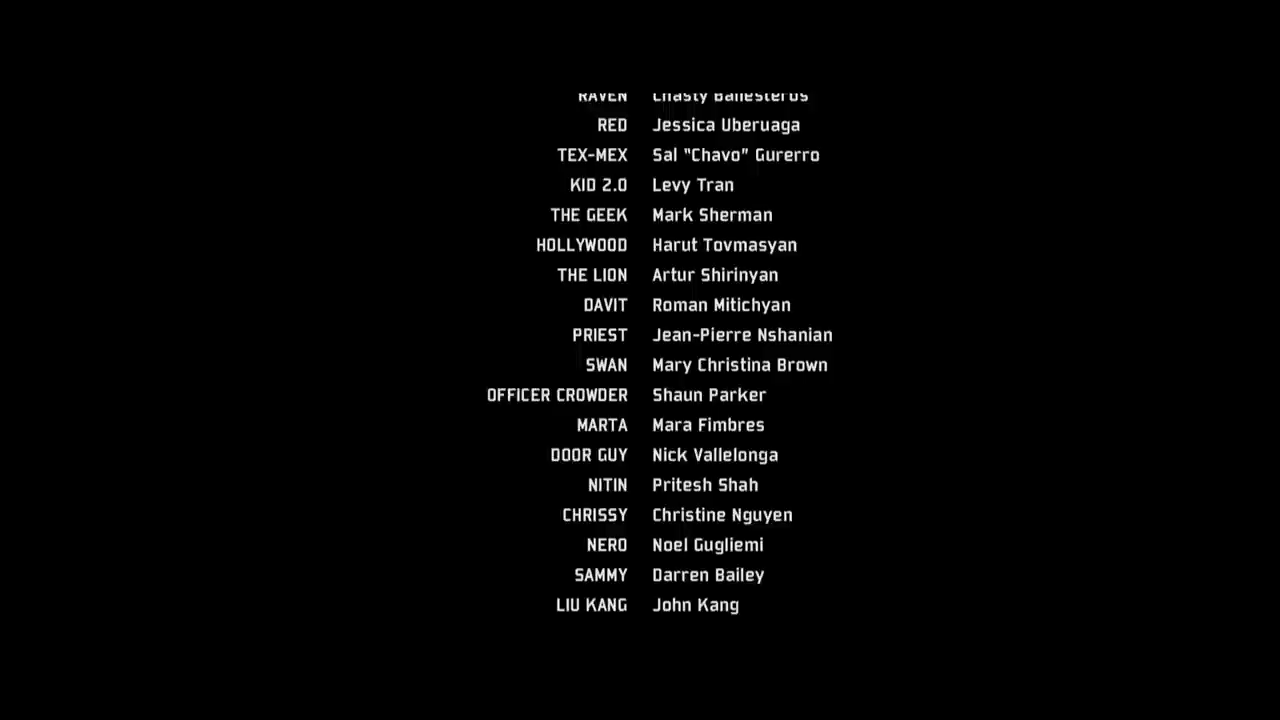 RAVEN Chasty Ballesteros
RED Jessica Uberuaga
TEX-MEX Sal "Chavo" Gurerro
KID 2.0 Levy Tran
THE GEEK Mark Sherman
HOLLYWOOD Harut Tovmasyan
THE LION Artur Shirinyan
DAVIT Roman Mitichyan
PRIEST Jean-Pierre Nshanian
SWAN Mary Christina Brown
OFFICER CROWDER Shaun Parker
MARTA Mara Fimbres
DOOR GUY Nick Vallelonga
NITIN Pritesh Shah
CHRISSY Christine Nguyen
NERO Noel Gugliemi
SAMMY Darren Bailey
LIU KANG John Kang